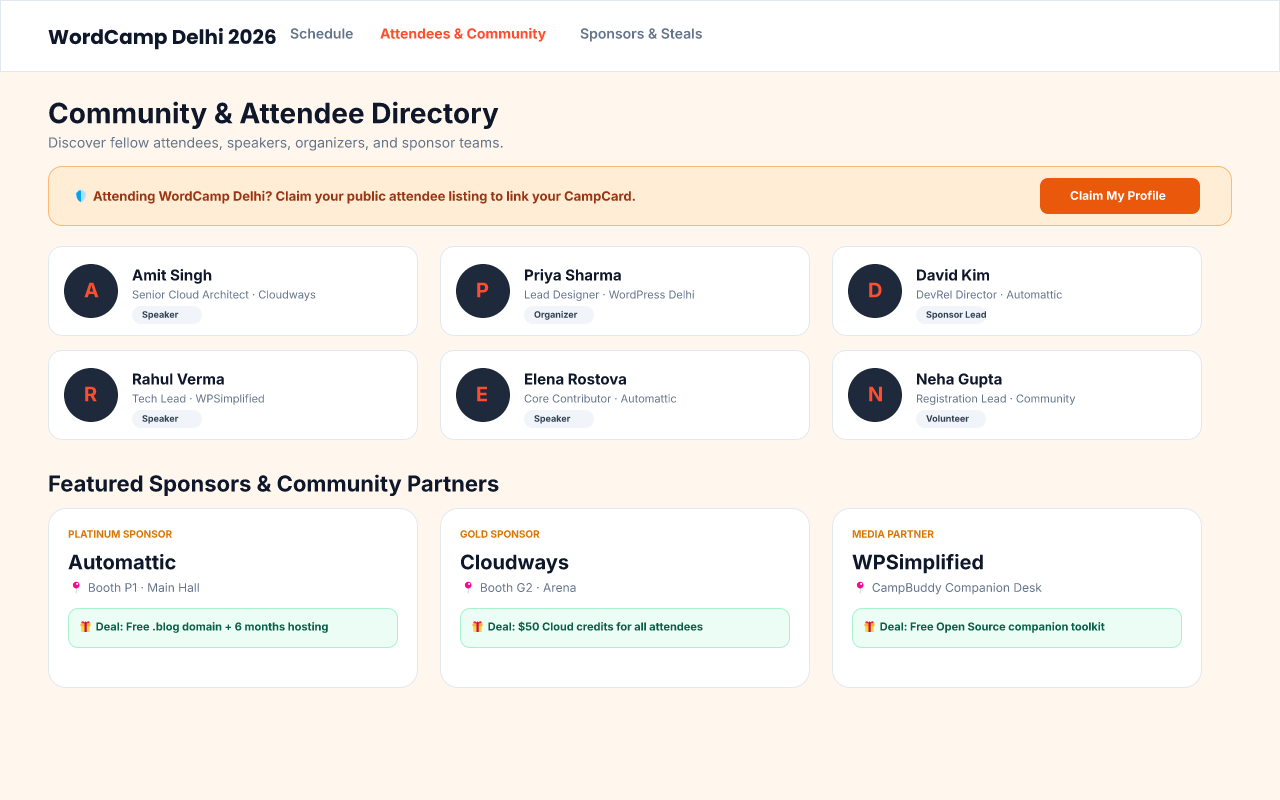 WordCamp Delhi 2026 Schedule Attendees & Community Sponsors & Steals
Community & Attendee Directory
Discover fellow attendees, speakers, organizers, and sponsor teams.
Attending WordCamp Delhi? Claim your public attendee listing to link your CampCard.
Claim My Profile
A
Amit Singh
Senior Cloud Architect · Cloudways
Speaker
P
Priya Sharma
Lead Designer · WordPress Delhi
Organizer
D
David Kim
DevRel Director · Automattic
Sponsor Lead
R
Rahul Verma
Tech Lead · WPSimplified
Speaker
E
Elena Rostova
Core Contributor · Automattic
Speaker
N
Neha Gupta
Registration Lead · Community
Volunteer
Featured Sponsors & Community Partners
PLATINUM SPONSOR
Automattic
📍 Booth P1 · Main Hall
🎁 Deal: Free .blog domain + 6 months hosting
GOLD SPONSOR
Cloudways
📍 Booth G2 · Arena
🎁 Deal: $50 Cloud credits for all attendees
MEDIA PARTNER
WPSimplified
📍 CampBuddy Companion Desk
🎁 Deal: Free Open Source companion toolkit